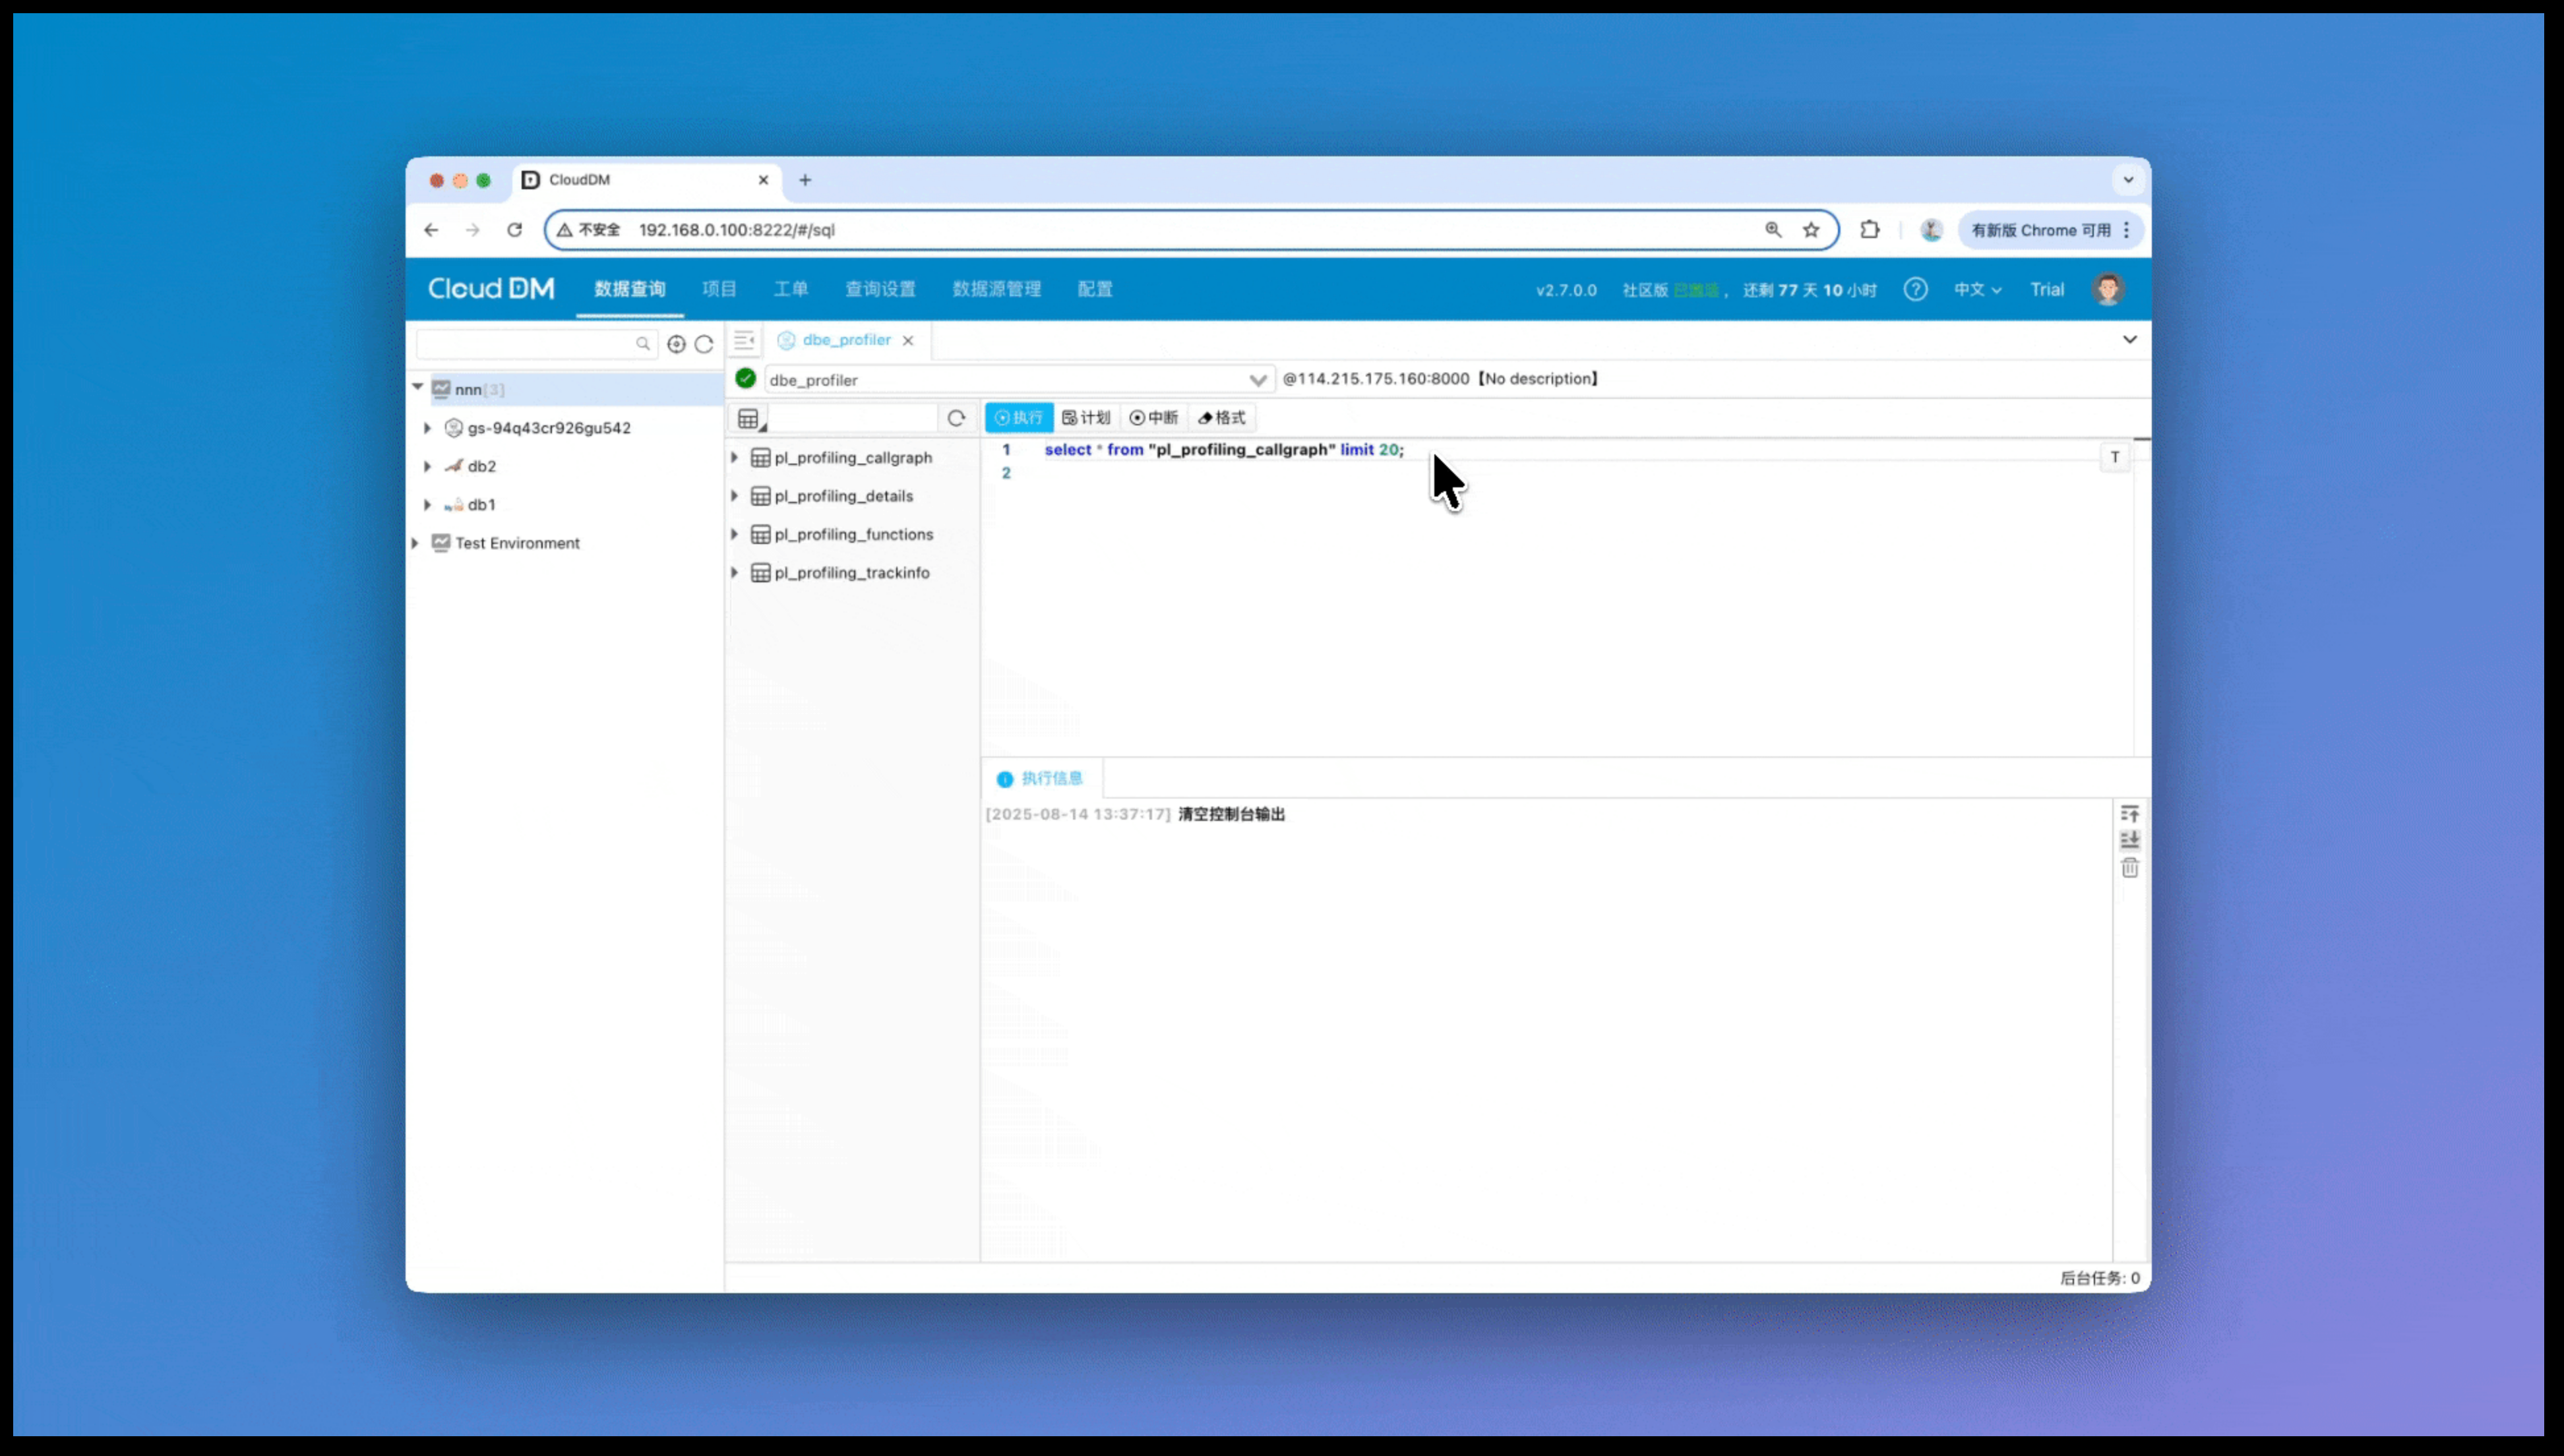 CloudDM
不安全 192.168.0.100:8222/#/sql
有新版 Chrome 可用
Cloud DM 数据查询 项目 工单 查询设置 数据源管理 配置 v2.7.0.0 社区版 已激活， 还剩 77 天 10 小时 中文 Trial
dbe_profiler
nnn[3]
gs-94q43cr926gu542
db2
db1
Test Environment
dbe_profiler @114.215.175.160:8000【No description】
执行 计划 中断 格式
pl_profiling_callgraph
pl_profiling_details
pl_profiling_functions
pl_profiling_trackinfo
1 select * from "pl_profiling_callgraph" limit 20;
2
T
执行信息
[2025-08-14 13:37:17] 清空控制台输出
后台任务: 0